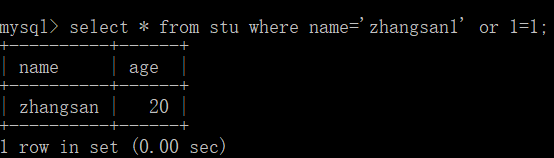 mysql> select * from stu where name='zhangsan1' or 1=1;
+----------+------+
| name     | age  |
+----------+------+
| zhangsan |   20 |
+----------+------+
1 row in set (0.00 sec)